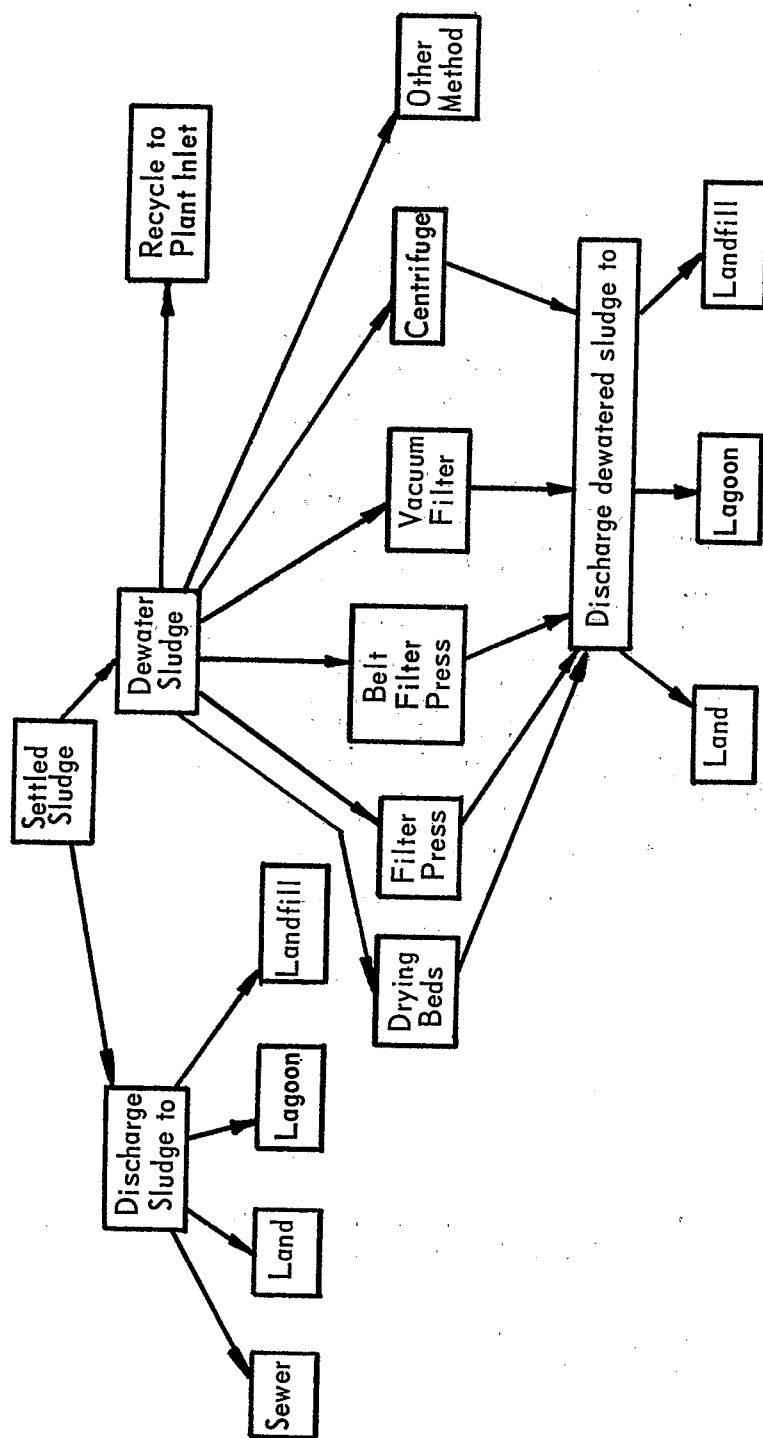 Settled
Sludge
Discharge
Sludge to
Dewater
Sludge
Recycle to
Plant Inlet
Sewer
Land
Lagoon
Landfill
Drying
Beds
Filter
Press
Belt
Filter
Press
Vacuum
Filter
Centrifuge
Other
Method
Discharge dewatered sludge to
Land
Lagoon
Landfill